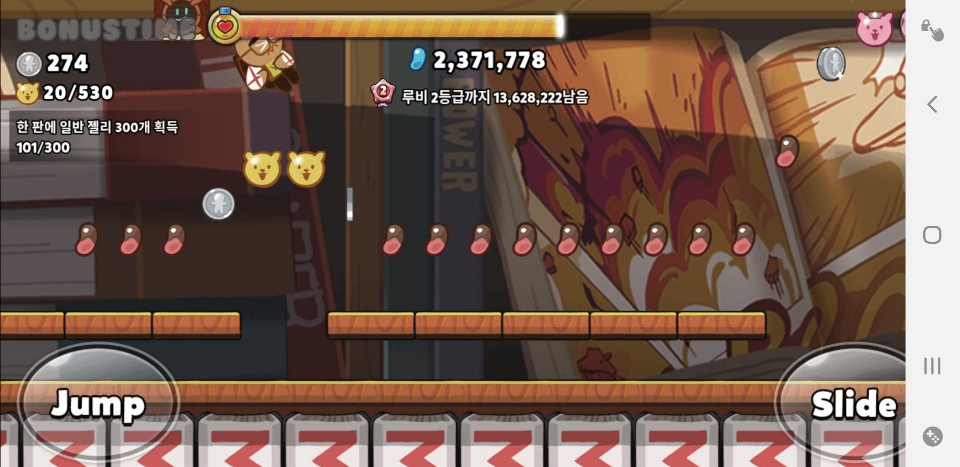 BONUSTIME
274
2,371,778
20/530
2
루비 2등급까지 13,628,222남음
한 판에 일반 젤리 300개 획득
101/300
OWER
Jump
Slide